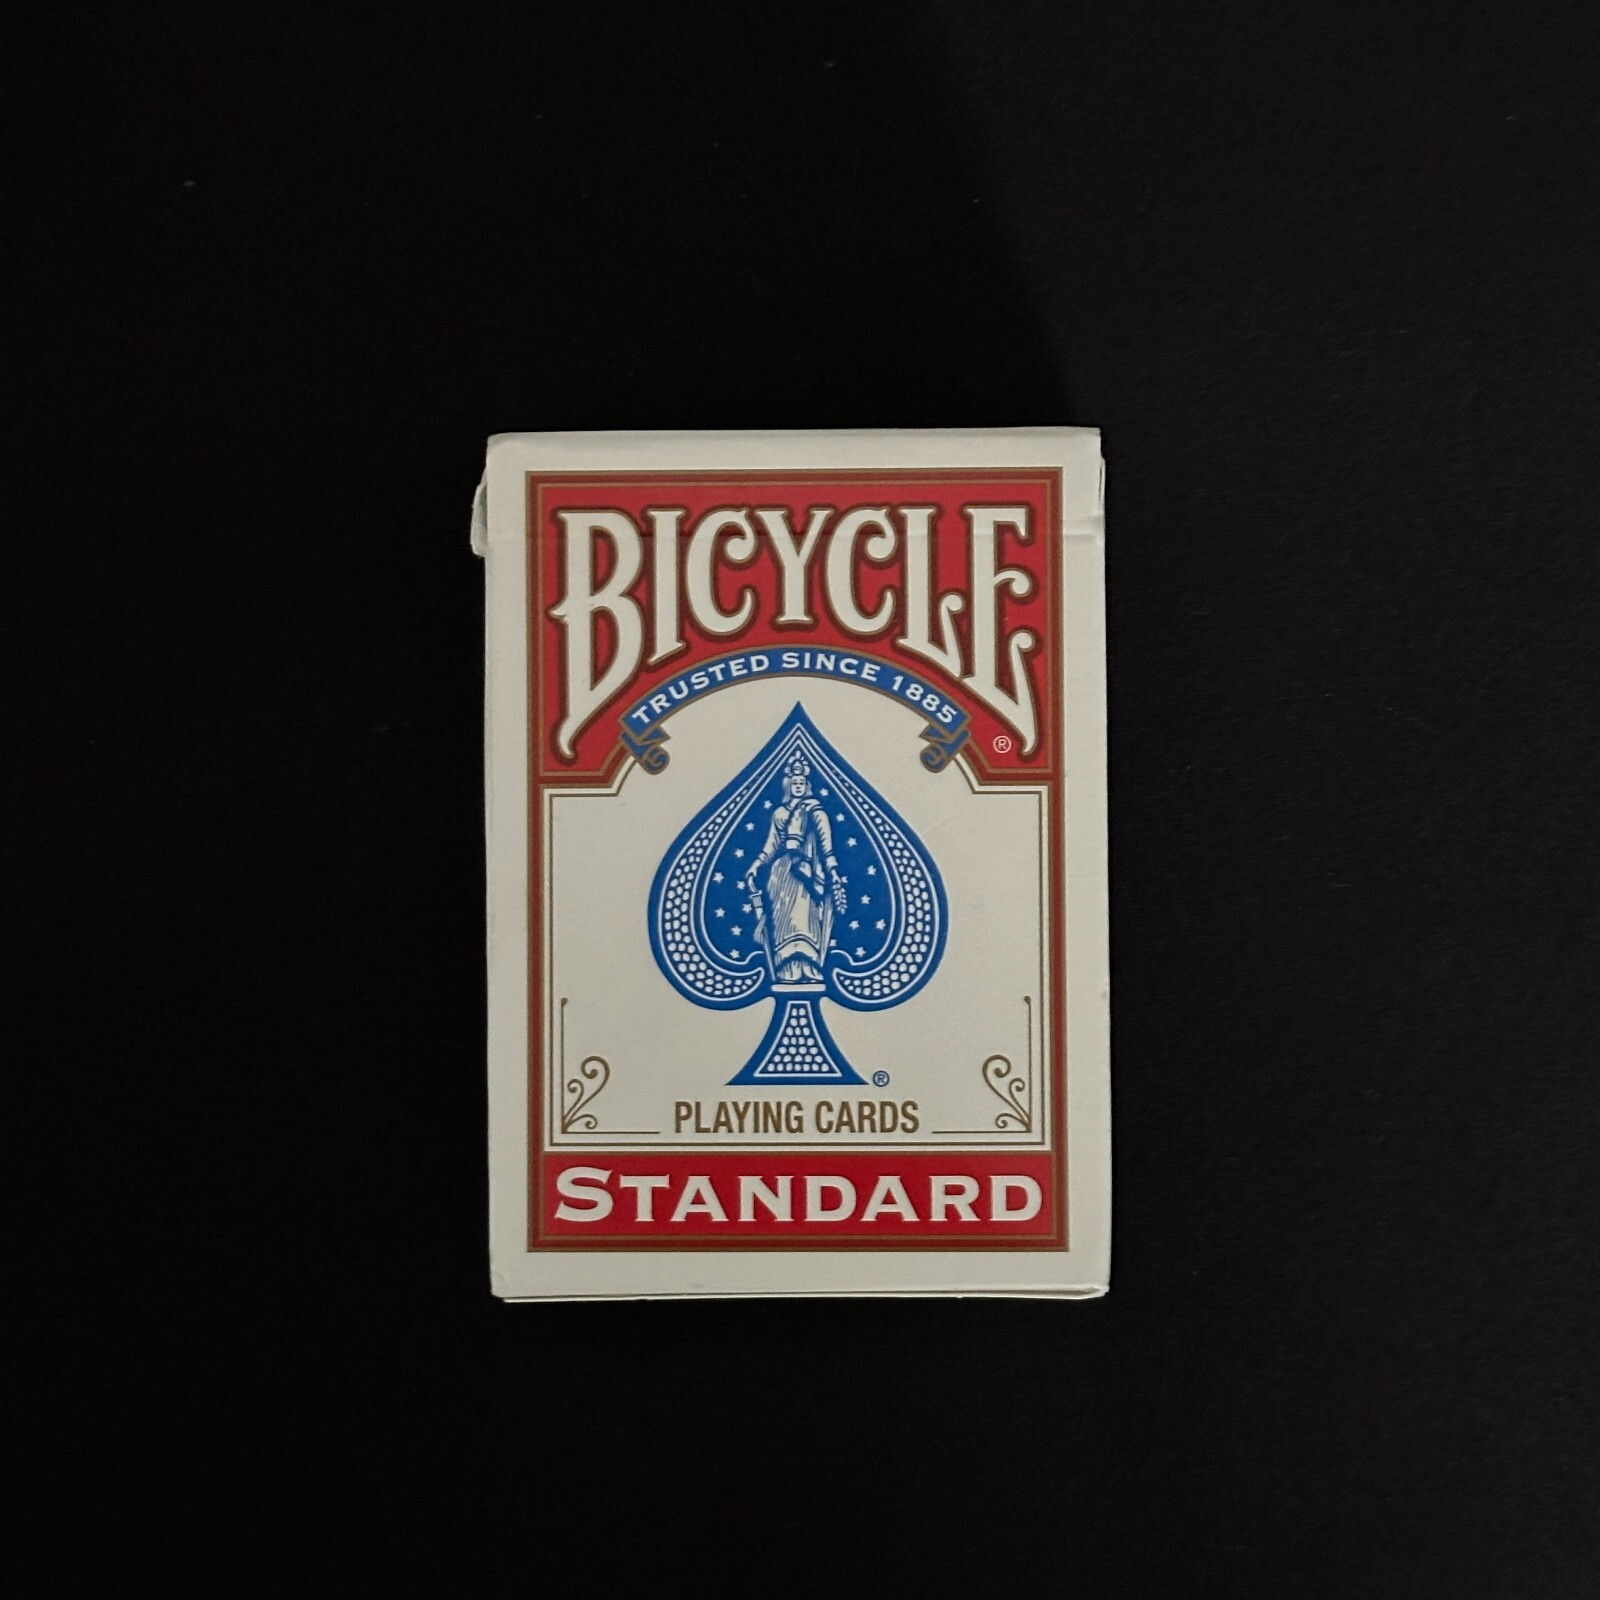 BICYCLE
®
TRUSTED SINCE 1885
®
PLAYING CARDS
STANDARD